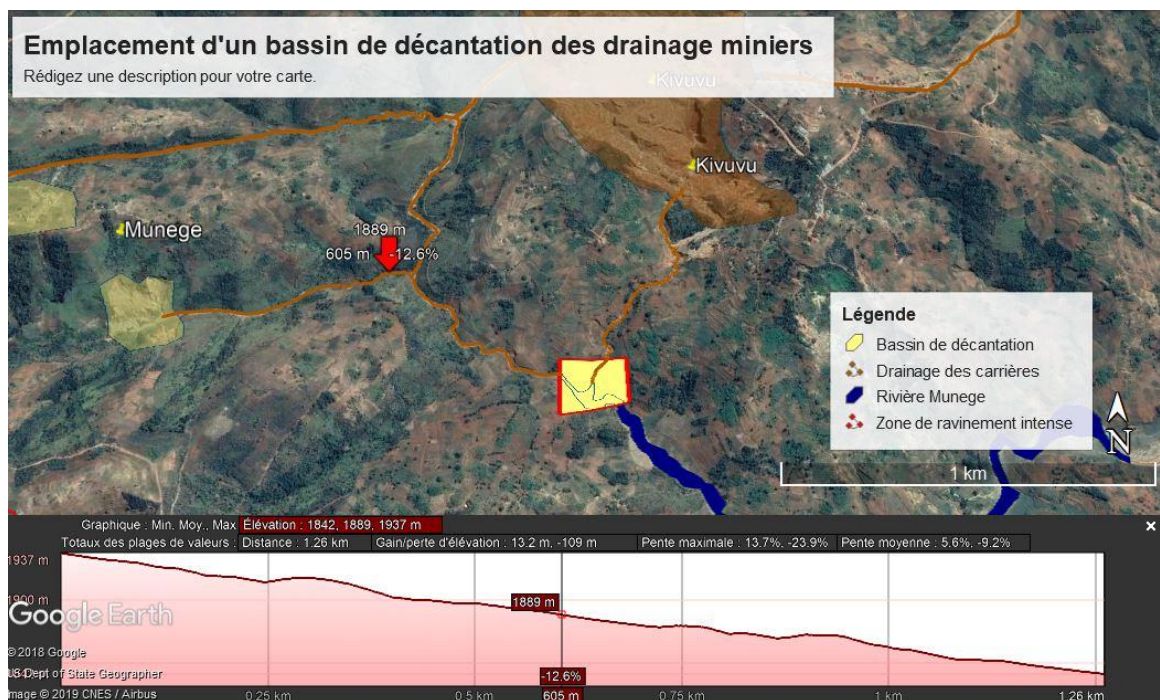 Emplacement d'un bassin de décantation des drainage miniers
Rédigez une description pour votre carte.
Kivuvu
Kivuvu
Munege
1889 m
605 m -12.6%
Légende
Bassin de décantation
Drainage des carrières
Rivière Munege
Zone de ravinement intense
N
1 km
Graphique : Min, Moy., Max Élévation : 1842, 1889, 1937 m
Totaux des plages de valeurs : Distance : 1.26 km Gain/perte d'élévation : 13.2 m, -109 m Pente maximale : 13.7%, -23.9% Pente moyenne : 5.6%, -9.2%
1937 m
1900 m
1889 m
Google Earth
© 2018 Google
US Dept of State Geographer
Image © 2019 CNES / Airbus
-12.6%
0.25 km 0.5 km 605 m 0.75 km 1 km 1.26 km